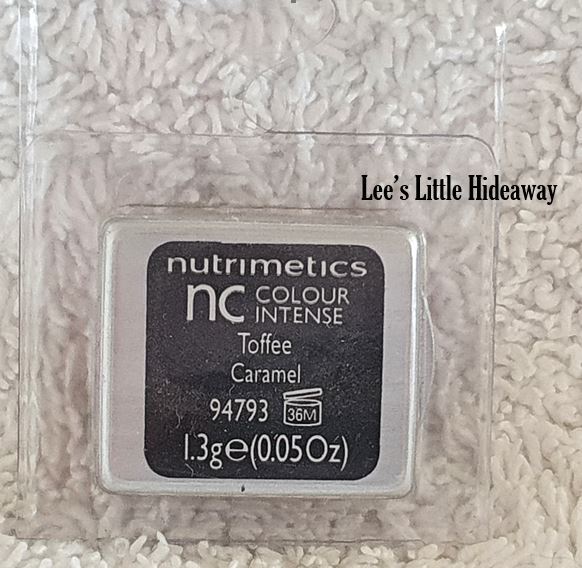 Lee's Little Hideaway
nutrimetics
nc COLOUR
INTENSE
Toffee
Caramel
94793 36M
1.3g℮(0.05Oz)